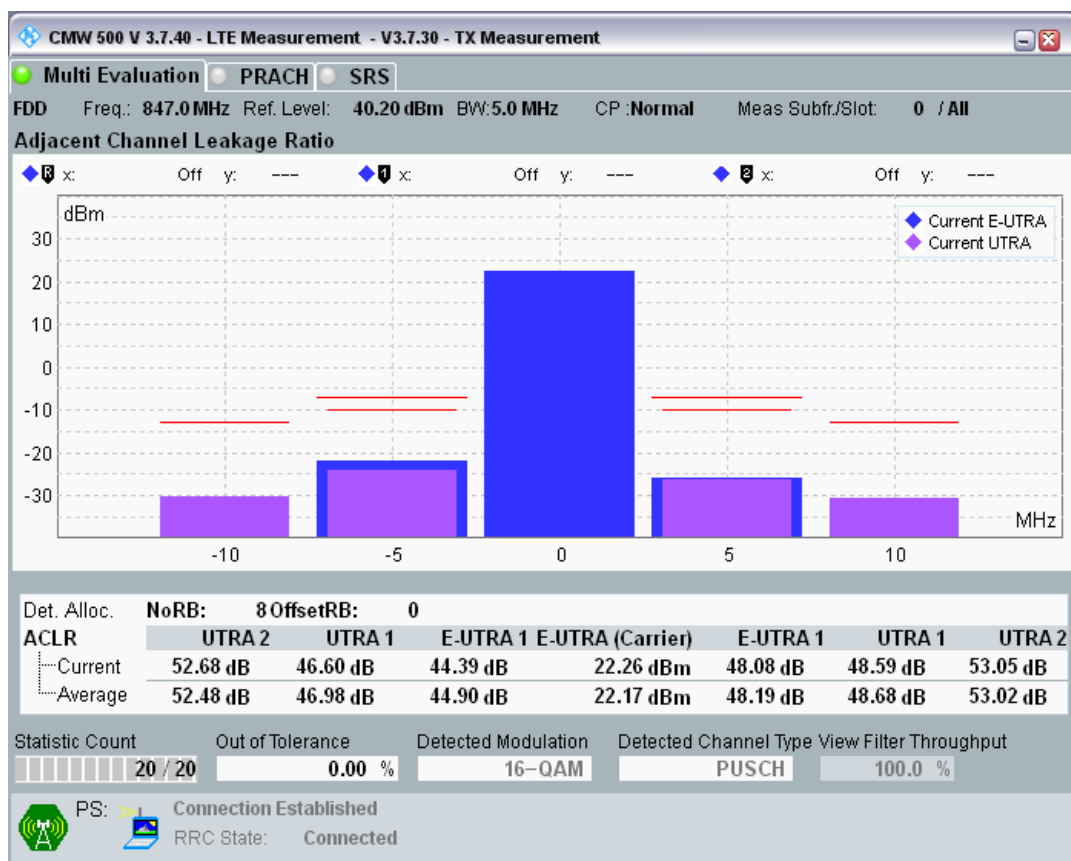 CMW 500 V 3.7.40 - LTE Measurement - V3.7.30 - TX Measurement
Multi Evaluation PRACH SRS
FDD Freq.: 847.0 MHz Ref. Level: 40.20 dBm BW:5.0 MHz CP :Normal Meas Subfr./Slot: 0 / All
Adjacent Channel Leakage Ratio
R x: Off y: --- 1 x: Off y: --- 2 x: Off y: ---
dBm
Current E-UTRA
Current UTRA
30
20
10
0
-10
-20
-30
MHz
-10 -5 0 5 10
Det. Alloc. NoRB: 8 OffsetRB: 0
ACLR UTRA 2 UTRA 1 E-UTRA 1 E-UTRA (Carrier) E-UTRA 1 UTRA 1 UTRA 2
Current 52.68 dB 46.60 dB 44.39 dB 22.26 dBm 48.08 dB 48.59 dB 53.05 dB
Average 52.48 dB 46.98 dB 44.90 dB 22.17 dBm 48.19 dB 48.68 dB 53.02 dB
Statistic Count Out of Tolerance Detected Modulation Detected Channel Type View Filter Throughput
20 / 20 0.00 % 16-QAM PUSCH 100.0 %
PS: Connection Established
RRC State: Connected